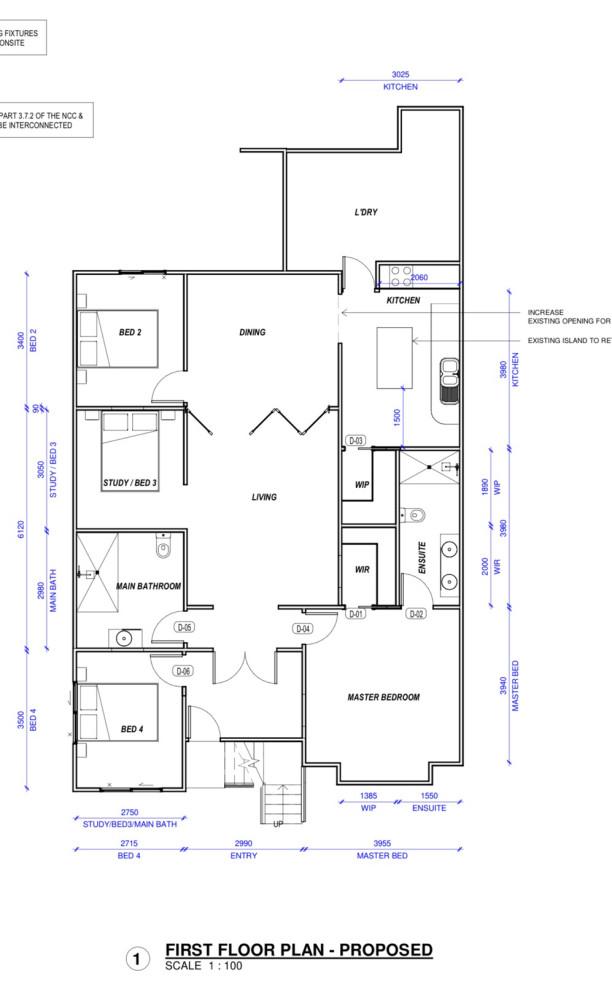 G FIXTURES
ONSITE
PART 3.7.2 OF THE NCC &
BE INTERCONNECTED
3025
KITCHEN
L'DRY
2060
KITCHEN
INCREASE
EXISTING OPENING FOR
EXISTING ISLAND TO RE
BED 2
DINING
3400
BED 2
3980
KITCHEN
1500
90
D-03
3050
STUDY / BED 3
STUDY / BED 3
LIVING
WIP
1890
WIP
6120
3980
ENSUITE
2980
MAIN BATH
MAIN BATHROOM
WIR
2000
WIR
D-01
D-02
D-05
D-04
D-06
MASTER BEDROOM
3940
MASTER BED
3500
BED 4
BED 4
UP
1385
WIP
1550
ENSUITE
2750
STUDY/BED3/MAIN BATH
2715
BED 4
2990
ENTRY
3955
MASTER BED
1
FIRST FLOOR PLAN - PROPOSED
SCALE 1 : 100